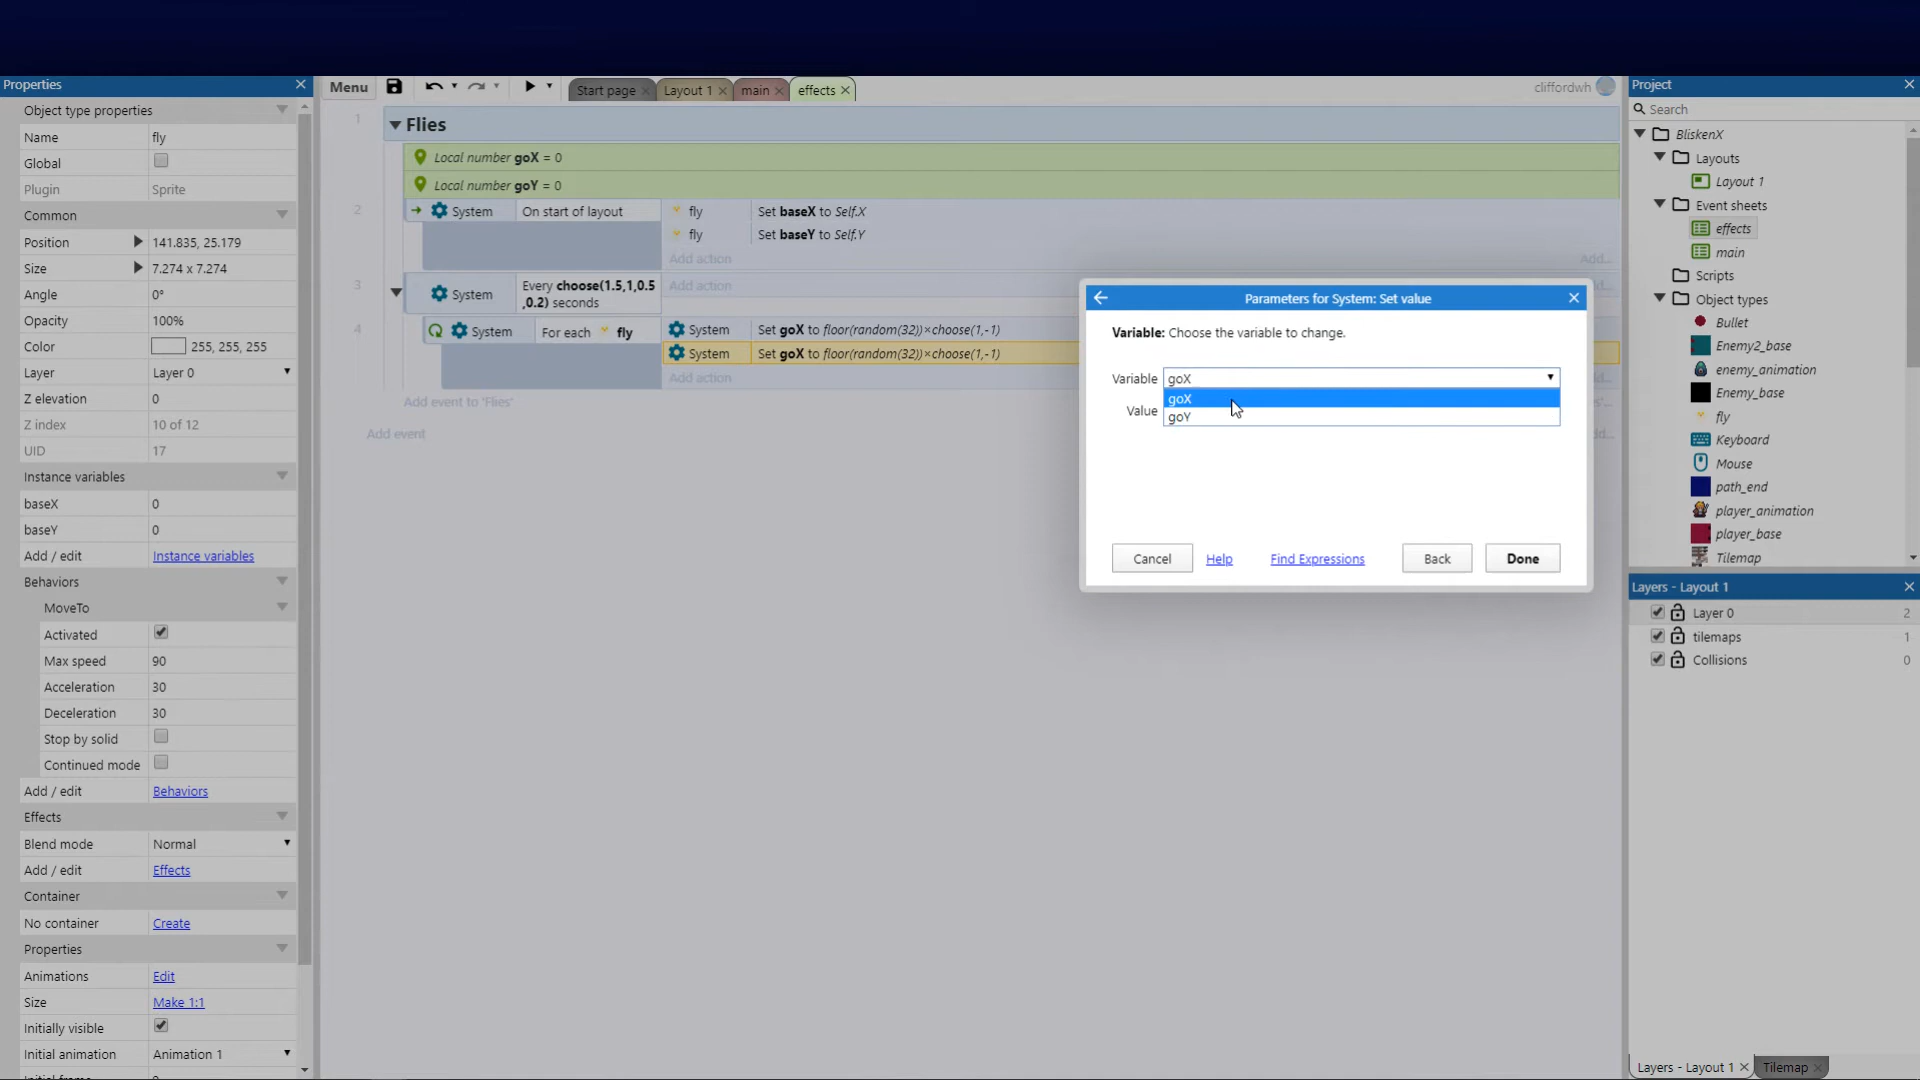 Properties
Object type properties
Name fly
Global
Plugin Sprite
Common
Position 141.835, 25.179
Size 7.274 x 7.274
Angle 0°
Opacity 100%
Color 255, 255, 255
Layer Layer 0
Z elevation 0
Z index 10 of 12
UID 17
Instance variables
baseX 0
baseY 0
Add / edit Instance variables
Behaviors
MoveTo
Activated
Max speed 90
Acceleration 30
Deceleration 30
Stop by solid
Continued mode
Add / edit Behaviors
Effects
Blend mode Normal
Add / edit Effects
Container
No container Create
Properties
Animations Edit
Size Make 1:1
Initially visible
Initial animation Animation 1
Menu Start page Layout 1 main effects cliffordwh
1 Flies
Local number goX = 0
Local number goY = 0
2 System On start of layout fly Set baseX to Self.X
fly Set baseY to Self.Y
Add action Add...
3 System Every choose(1.5,1,0.5
,0.2) seconds Add action
4 System For each fly System Set goX to floor(random(32))×choose(1,-1)
System Set goX to floor(random(32))×choose(1,-1)
Add action
Add event to 'Flies'
Add event
Parameters for System: Set value
Variable: Choose the variable to change.
Variable goX
goX
Value
goY
Cancel Help Find Expressions Back Done
Project
Search
BliskenX
Layouts
Layout 1
Event sheets
effects
main
Scripts
Object types
Bullet
Enemy2_base
enemy_animation
Enemy_base
fly
Keyboard
Mouse
path_end
player_animation
player_base
Tilemap
Layers - Layout 1
Layer 0 2
tilemaps 1
Collisions 0
Layers - Layout 1 Tilemap